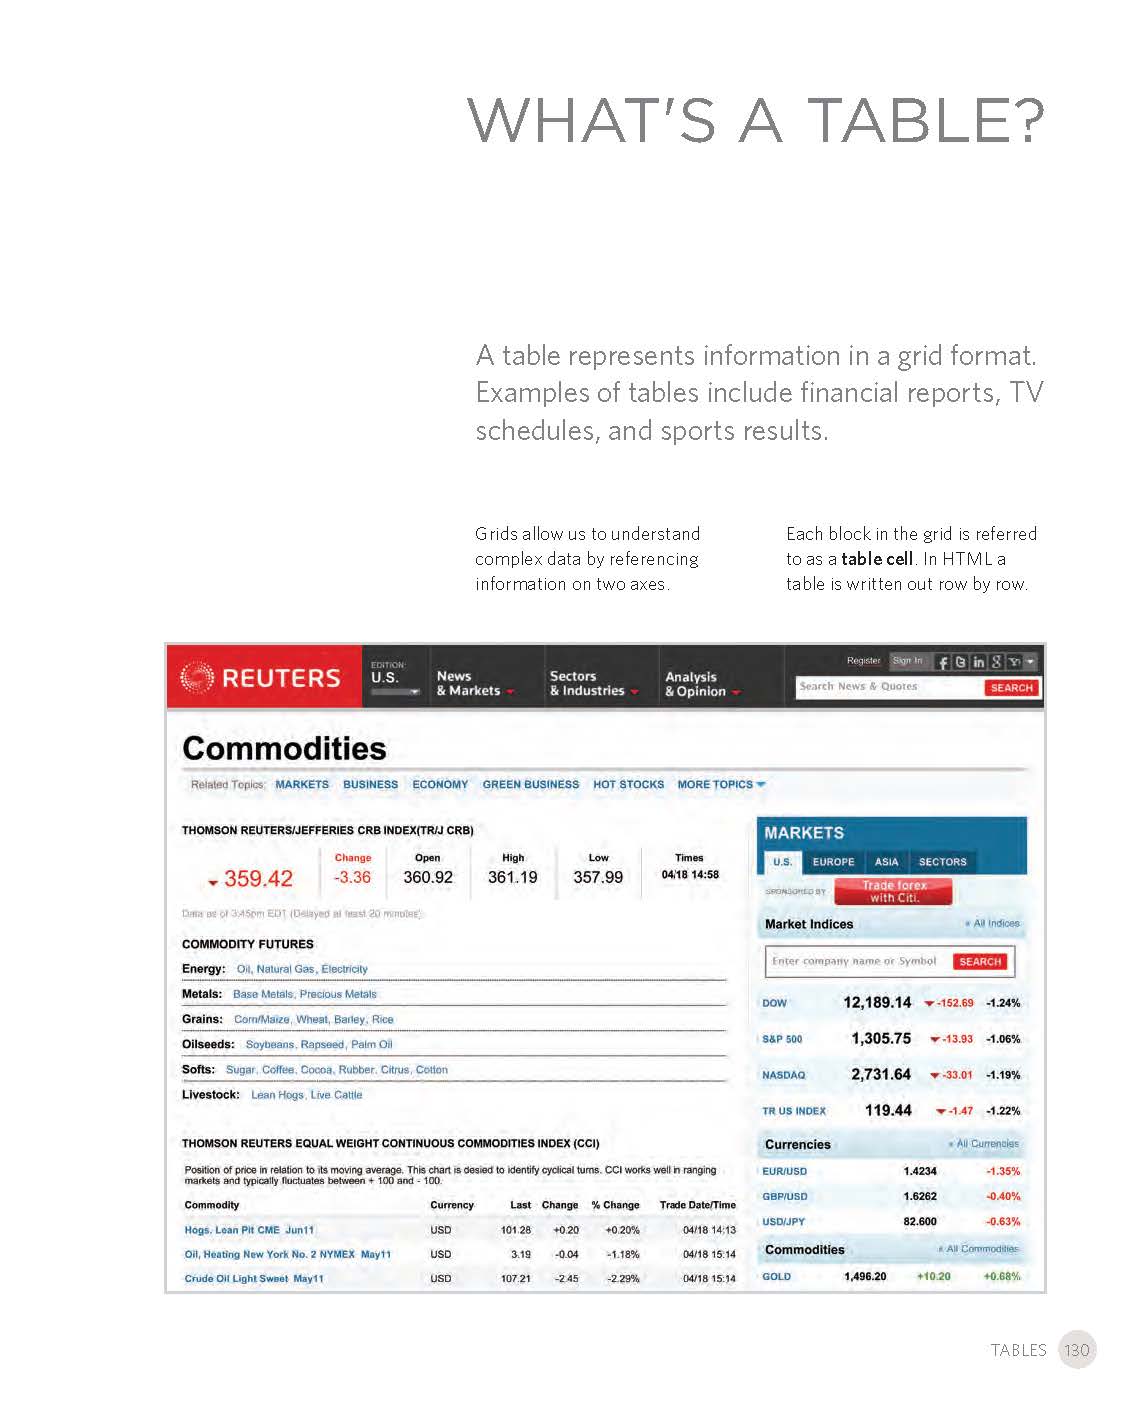 WHAT'S A TABLE?
A table represents information in a grid format.
Examples of tables include financial reports, TV
schedules, and sports results.
Grids allow us to understand
complex data by referencing
information on two axes.
Each block in the grid is referred
to as a table cell. In HTML a
table is written out row by row.
REUTERS
EDITION:
U.S.
News
& Markets
Sectors
& Industries
Analysis
& Opinion
Register Sign In
Search News & Quotes SEARCH
Commodities
Related Topics: MARKETS BUSINESS ECONOMY GREEN BUSINESS HOT STOCKS MORE TOPICS
THOMSON REUTERS/JEFFERIES CRB INDEX(TR/J CRB)
Change Open High Low Times
359.42 -3.36 360.92 361.19 357.99 04/18 14:58
Data as of 3:45pm EDT (Delayed at least 20 minutes)
COMMODITY FUTURES
Energy: Oil, Natural Gas, Electricity
Metals: Base Metals, Precious Metals
Grains: Corn/Maize, Wheat, Barley, Rice
Oilseeds: Soybeans, Rapseed, Palm Oil
Softs: Sugar, Coffee, Cocoa, Rubber, Citrus, Cotton
Livestock: Lean Hogs, Live Cattle
THOMSON REUTERS EQUAL WEIGHT CONTINUOUS COMMODITIES INDEX (CCI)
Position of price in relation to its moving average. This chart is desied to identify cyclical turns. CCI works well in ranging
markets and typically fluctuates between + 100 and - 100.
Commodity Currency Last Change % Change Trade Date/Time
Hogs, Lean Pit CME Jun11 USD 101.28 +0.20 +0.20% 04/18 14:13
Oil, Heating New York No. 2 NYMEX May11 USD 3.19 -0.04 -1.18% 04/18 15:14
Crude Oil Light Sweet May11 USD 107.21 -2.45 -2.29% 04/18 15:14
MARKETS
U.S. EUROPE ASIA SECTORS
SPONSORED BY
Trade forex
with Citi.
Market Indices » All Indices
Enter company name or Symbol SEARCH
DOW 12,189.14 -152.69 -1.24%
S&P 500 1,305.75 -13.93 -1.06%
NASDAQ 2,731.64 -33.01 -1.19%
TR US INDEX 119.44 -1.47 -1.22%
Currencies » All Currencies
EUR/USD 1.4234 -1.35%
GBP/USD 1.6262 -0.40%
USD/JPY 82.600 -0.63%
Commodities » All Commodities
GOLD 1,496.20 +10.20 +0.68%
TABLES 130